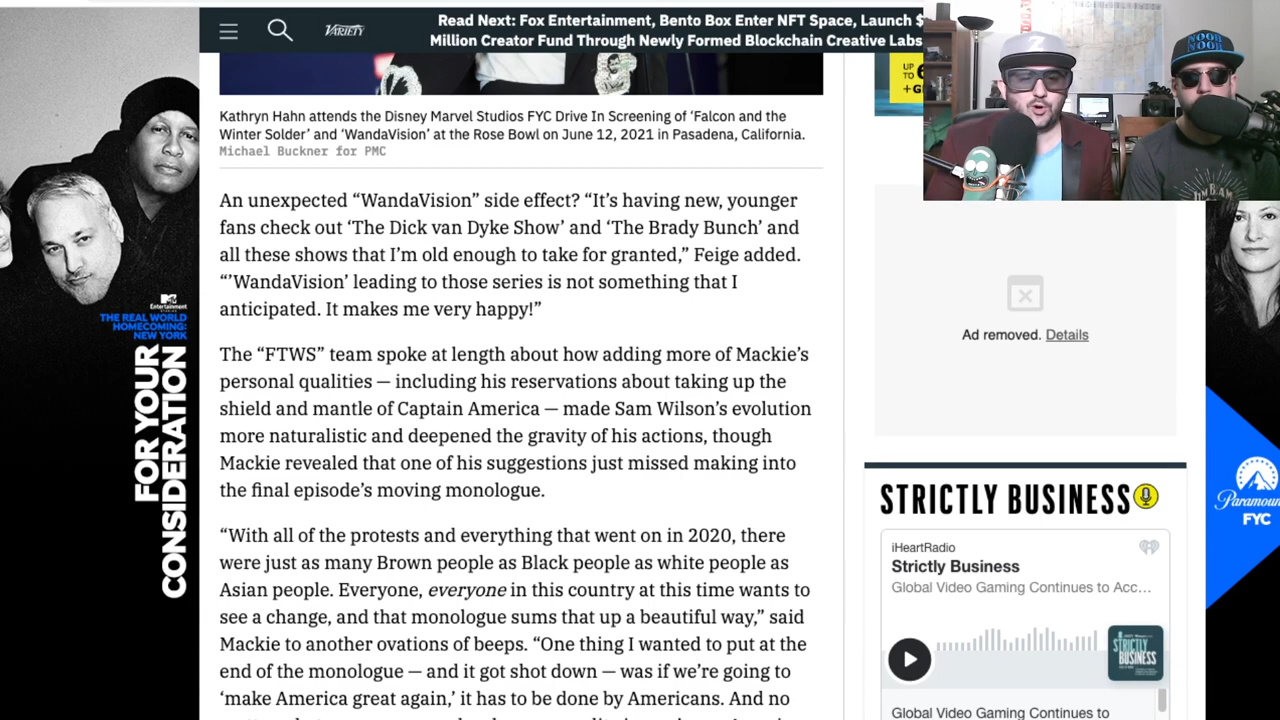 VARIETY
Read Next: Fox Entertainment, Bento Box Enter NFT Space, Launch $
Million Creator Fund Through Newly Formed Blockchain Creative Labs
UP
TO
Kathryn Hahn attends the Disney Marvel Studios FYC Drive In Screening of ‘Falcon and the
Winter Solder’ and ‘WandaVision’ at the Rose Bowl on June 12, 2021 in Pasadena, California.
Michael Buckner for PMC
An unexpected “WandaVision” side effect? “It’s having new, younger
fans check out ‘The Dick van Dyke Show’ and ‘The Brady Bunch’ and
all these shows that I’m old enough to take for granted,” Feige added.
“’WandaVision’ leading to those series is not something that I
anticipated. It makes me very happy!”
The “FTWS” team spoke at length about how adding more of Mackie’s
personal qualities — including his reservations about taking up the
shield and mantle of Captain America — made Sam Wilson’s evolution
more naturalistic and deepened the gravity of his actions, though
Mackie revealed that one of his suggestions just missed making into
the final episode’s moving monologue.
“With all of the protests and everything that went on in 2020, there
were just as many Brown people as Black people as white people as
Asian people. Everyone, everyone in this country at this time wants to
see a change, and that monologue sums that up a beautiful way,” said
Mackie to another ovations of beeps. “One thing I wanted to put at the
end of the monologue — and it got shot down — was if we’re going to
‘make America great again,’ it has to be done by Americans. And no
MTV
Entertainment
THE REAL WORLD
HOMECOMING:
NEW YORK
FOR YOUR
CONSIDERATION
Ad removed. Details
STRICTLY BUSINESS
iHeartRadio
Strictly Business
Global Video Gaming Continues to Acc...
STRICTLY
BUSINESS
Global Video Gaming Continues to
Paramount
FYC